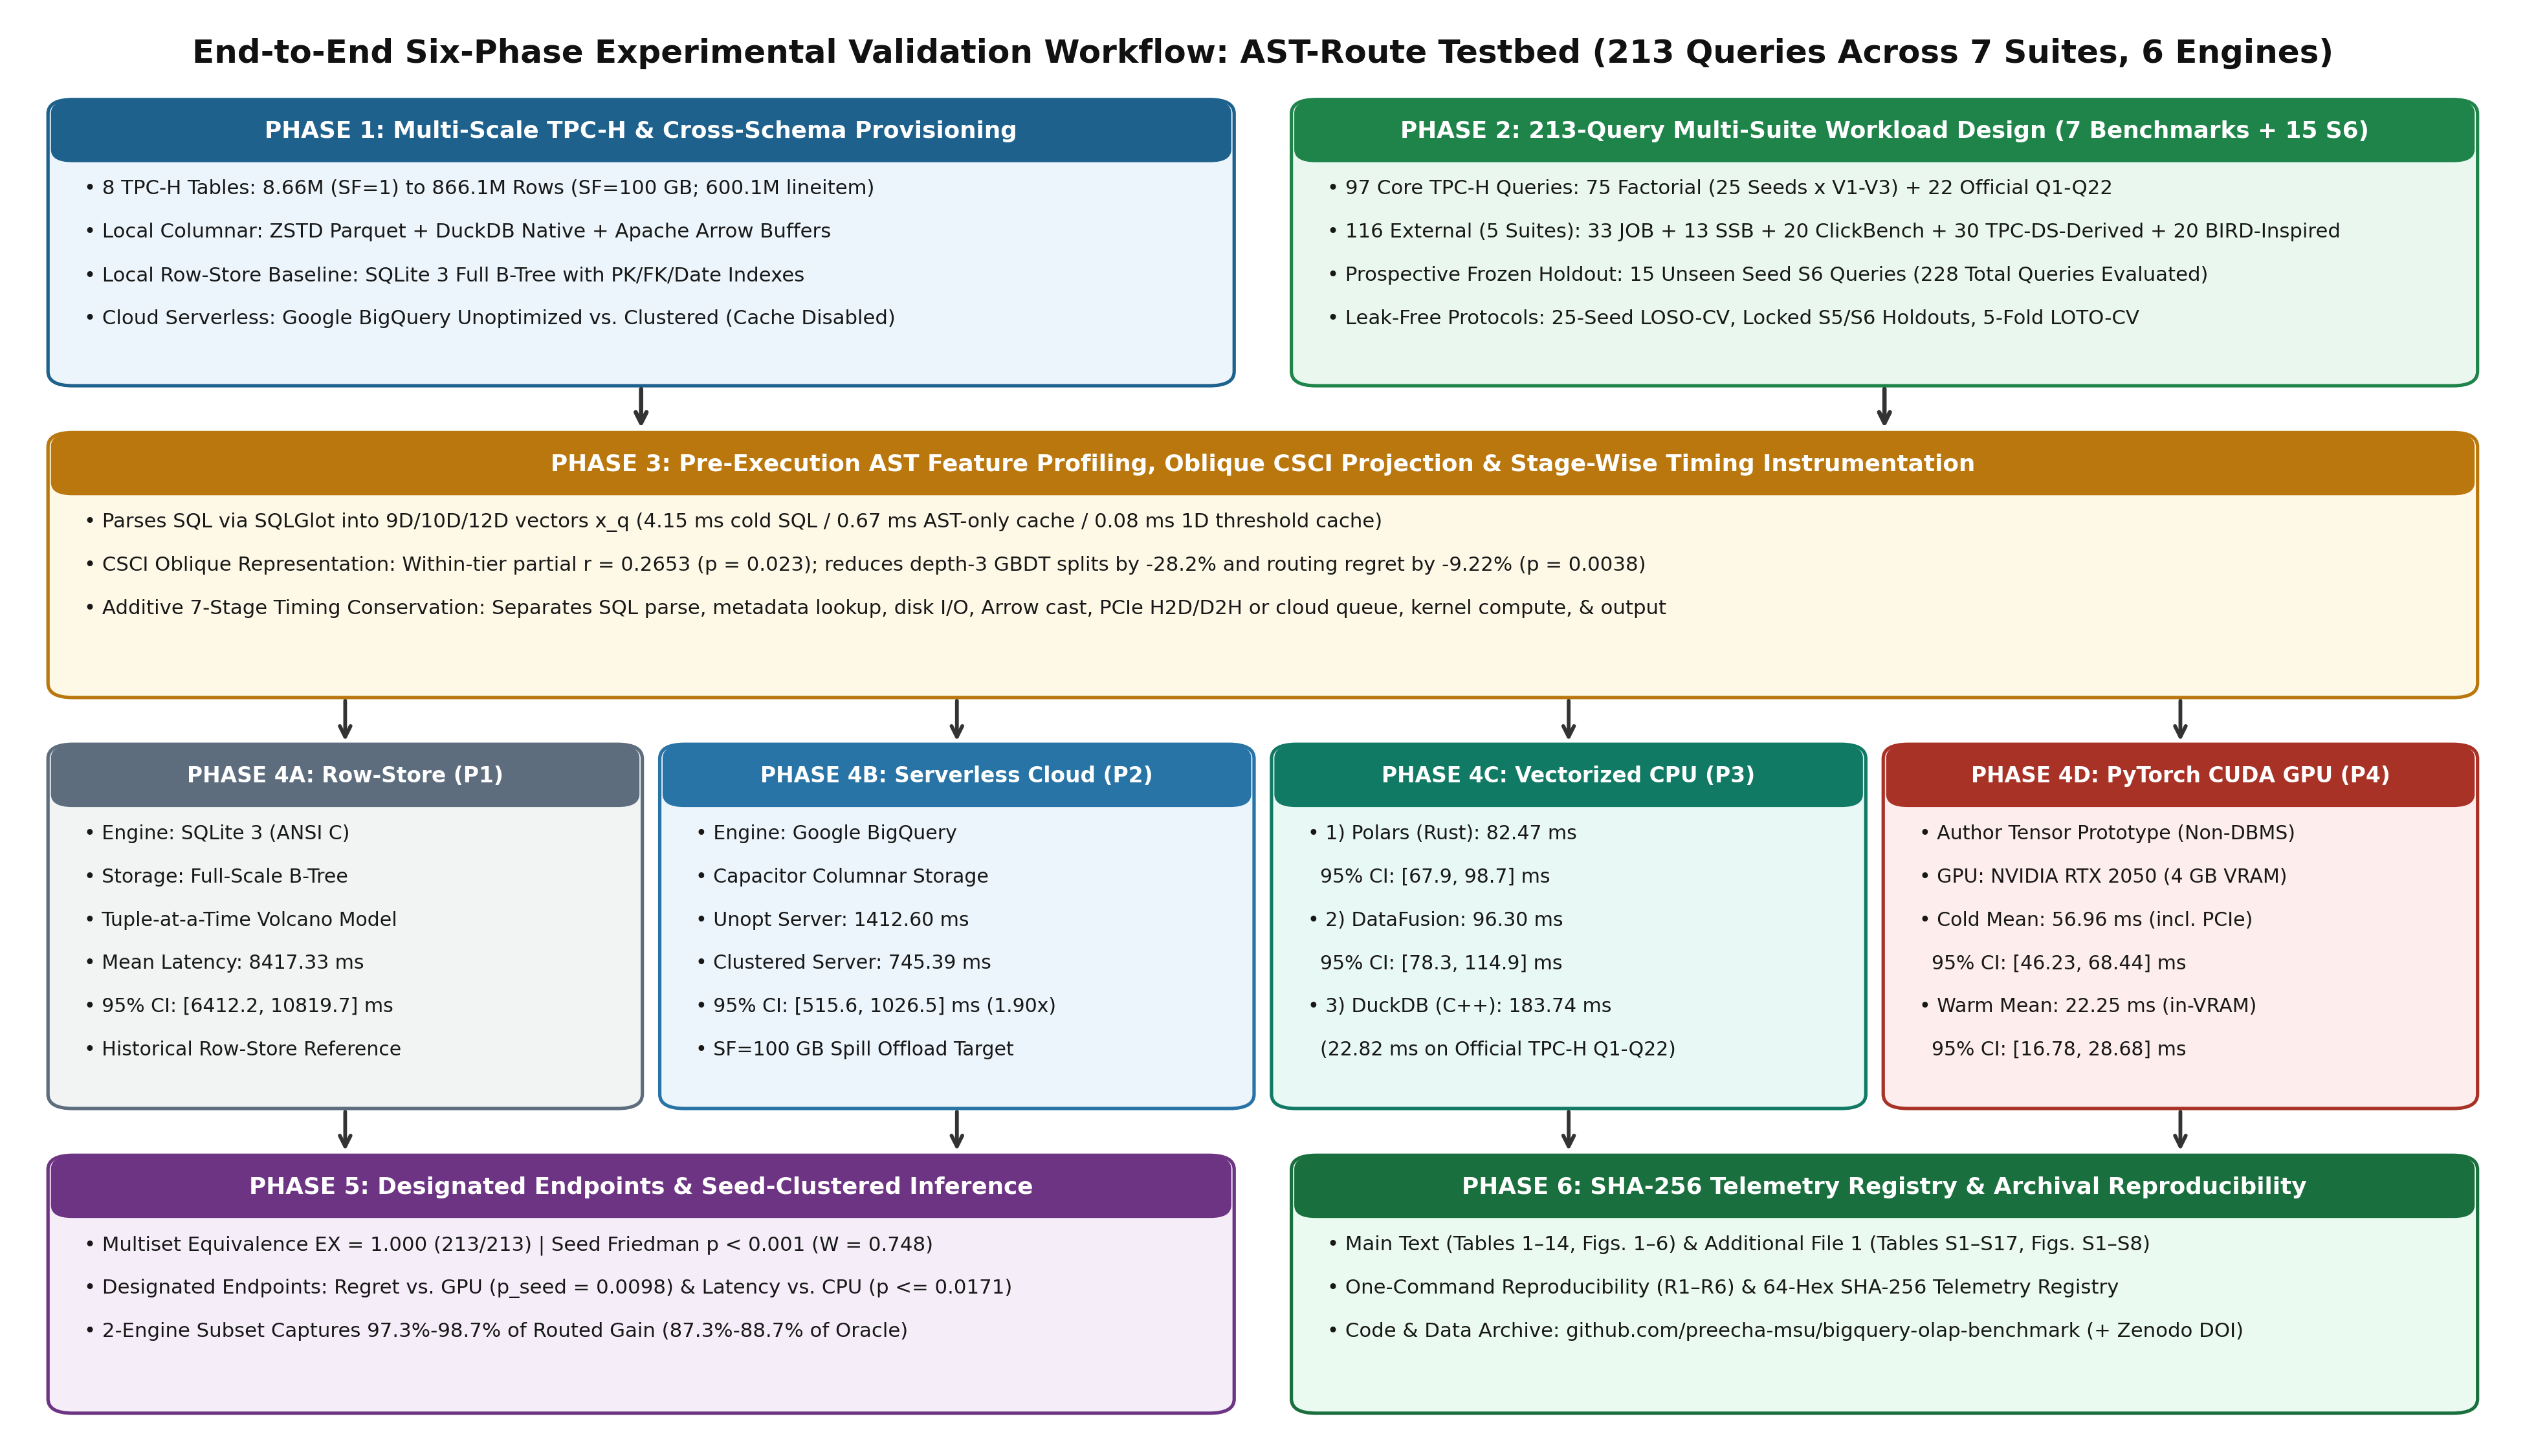 End-to-End Six-Phase Experimental Validation Workflow: AST-Route Testbed (213 Queries Across 7 Suites, 6 Engines)
PHASE 1: Multi-Scale TPC-H & Cross-Schema Provisioning
• 8 TPC-H Tables: 8.66M (SF=1) to 866.1M Rows (SF=100 GB; 600.1M lineitem)
• Local Columnar: ZSTD Parquet + DuckDB Native + Apache Arrow Buffers
• Local Row-Store Baseline: SQLite 3 Full B-Tree with PK/FK/Date Indexes
• Cloud Serverless: Google BigQuery Unoptimized vs. Clustered (Cache Disabled)
PHASE 2: 213-Query Multi-Suite Workload Design (7 Benchmarks + 15 S6)
• 97 Core TPC-H Queries: 75 Factorial (25 Seeds x V1-V3) + 22 Official Q1-Q22
• 116 External (5 Suites): 33 JOB + 13 SSB + 20 ClickBench + 30 TPC-DS-Derived + 20 BIRD-Inspired
• Prospective Frozen Holdout: 15 Unseen Seed S6 Queries (228 Total Queries Evaluated)
• Leak-Free Protocols: 25-Seed LOSO-CV, Locked S5/S6 Holdouts, 5-Fold LOTO-CV
PHASE 3: Pre-Execution AST Feature Profiling, Oblique CSCI Projection & Stage-Wise Timing Instrumentation
• Parses SQL via SQLGlot into 9D/10D/12D vectors x_q (4.15 ms cold SQL / 0.67 ms AST-only cache / 0.08 ms 1D threshold cache)
• CSCI Oblique Representation: Within-tier partial r = 0.2653 (p = 0.023); reduces depth-3 GBDT splits by -28.2% and routing regret by -9.22% (p = 0.0038)
• Additive 7-Stage Timing Conservation: Separates SQL parse, metadata lookup, disk I/O, Arrow cast, PCIe H2D/D2H or cloud queue, kernel compute, & output
PHASE 4A: Row-Store (P1)
• Engine: SQLite 3 (ANSI C)
• Storage: Full-Scale B-Tree
• Tuple-at-a-Time Volcano Model
• Mean Latency: 8417.33 ms
• 95% CI: [6412.2, 10819.7] ms
• Historical Row-Store Reference
PHASE 4B: Serverless Cloud (P2)
• Engine: Google BigQuery
• Capacitor Columnar Storage
• Unopt Server: 1412.60 ms
• Clustered Server: 745.39 ms
• 95% CI: [515.6, 1026.5] ms (1.90x)
• SF=100 GB Spill Offload Target
PHASE 4C: Vectorized CPU (P3)
• 1) Polars (Rust): 82.47 ms
95% CI: [67.9, 98.7] ms
• 2) DataFusion: 96.30 ms
95% CI: [78.3, 114.9] ms
• 3) DuckDB (C++): 183.74 ms
(22.82 ms on Official TPC-H Q1-Q22)
PHASE 4D: PyTorch CUDA GPU (P4)
• Author Tensor Prototype (Non-DBMS)
• GPU: NVIDIA RTX 2050 (4 GB VRAM)
• Cold Mean: 56.96 ms (incl. PCIe)
95% CI: [46.23, 68.44] ms
• Warm Mean: 22.25 ms (in-VRAM)
95% CI: [16.78, 28.68] ms
PHASE 5: Designated Endpoints & Seed-Clustered Inference
• Multiset Equivalence EX = 1.000 (213/213) | Seed Friedman p < 0.001 (W = 0.748)
• Designated Endpoints: Regret vs. GPU (p_seed = 0.0098) & Latency vs. CPU (p <= 0.0171)
• 2-Engine Subset Captures 97.3%-98.7% of Routed Gain (87.3%-88.7% of Oracle)
PHASE 6: SHA-256 Telemetry Registry & Archival Reproducibility
• Main Text (Tables 1–14, Figs. 1–6) & Additional File 1 (Tables S1–S17, Figs. S1–S8)
• One-Command Reproducibility (R1–R6) & 64-Hex SHA-256 Telemetry Registry
• Code & Data Archive: github.com/preecha-msu/bigquery-olap-benchmark (+ Zenodo DOI)